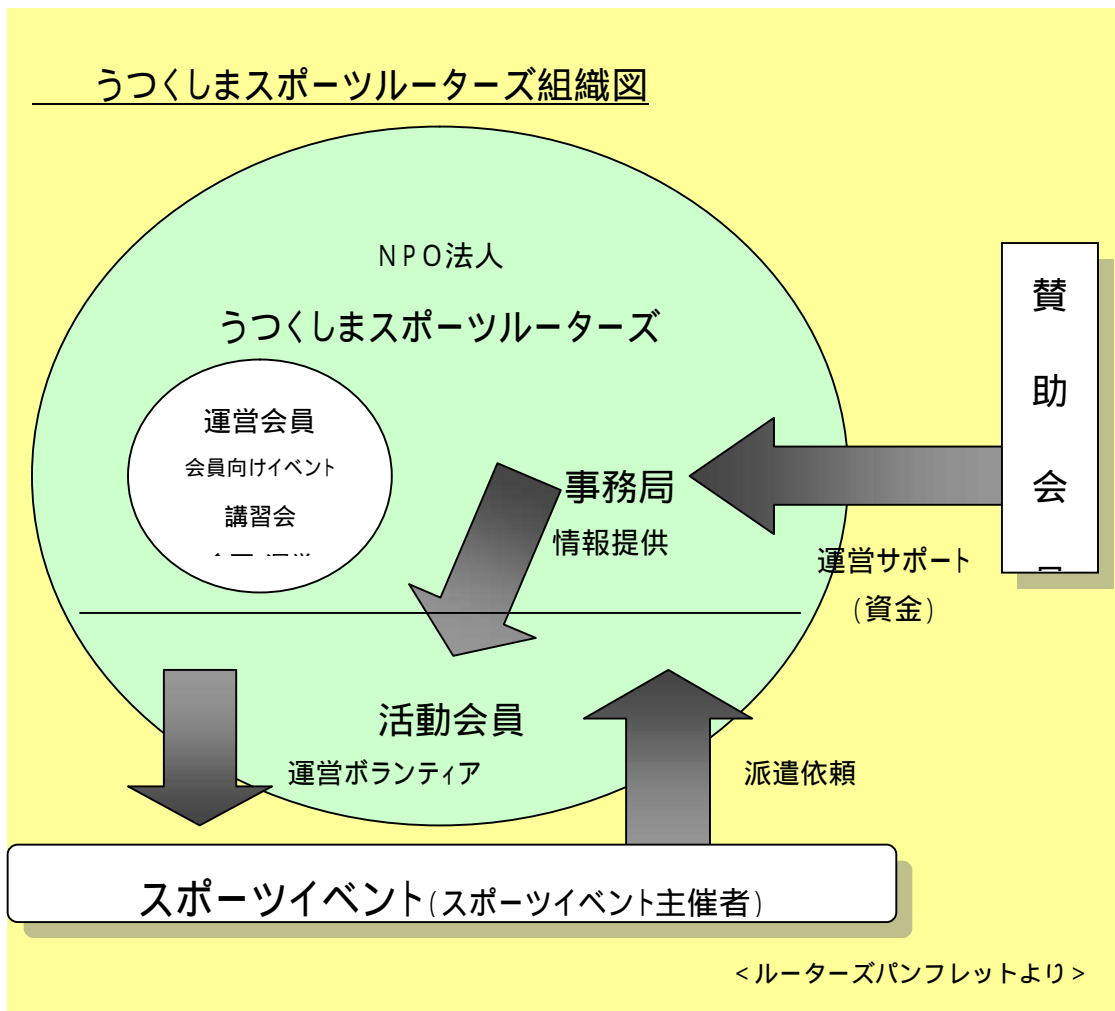 うつくしまスポーツルーターズ組織図
NPO法人
うつくしまスポーツルーターズ
運営会員
会員向けイベント
講習会
事務局
情報提供
賛助会
運営サポート
(資金)
活動会員
運営ボランティア
派遣依頼
スポーツイベント(スポーツイベント主催者)
<ルーターズパンフレットより>